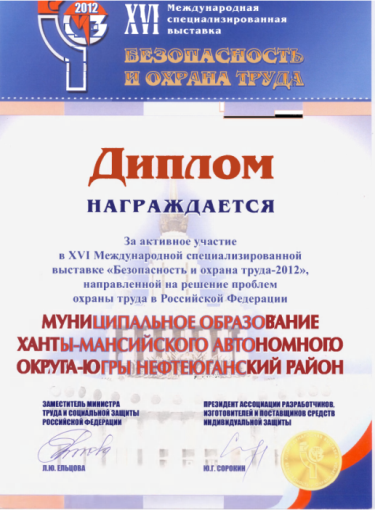 2012
XVI
Международная
специализированная
выставка
БЕЗОПАСНОСТЬ
И ОХРАНА ТРУДА
ДИПЛОМ
НАГРАЖДАЕТСЯ
За активное участие
в XVI Международной специализированной
выставке «Безопасность и охрана труда-2012»,
направленной на решение проблем
охраны труда в Российской Федерации
МУНИЦИПАЛЬНОЕ ОБРАЗОВАНИЕ
ХАНТЫ-МАНСИЙСКОГО АВТОНОМНОГО
ОКРУГА-ЮГРЫ НЕФТЕЮГАНСКИЙ РАЙОН
ЗАМЕСТИТЕЛЬ МИНИСТРА
ТРУДА И СОЦИАЛЬНОЙ ЗАЩИТЫ
РОССИЙСКОЙ ФЕДЕРАЦИИ
Л.Ю. ЕЛЬЦОВА
ПРЕЗИДЕНТ АССОЦИАЦИИ РАЗРАБОТЧИКОВ,
ИЗГОТОВИТЕЛЕЙ И ПОСТАВЩИКОВ СРЕДСТВ
ИНДИВИДУАЛЬНОЙ ЗАЩИТЫ
Ю.Г. СОРОКИН